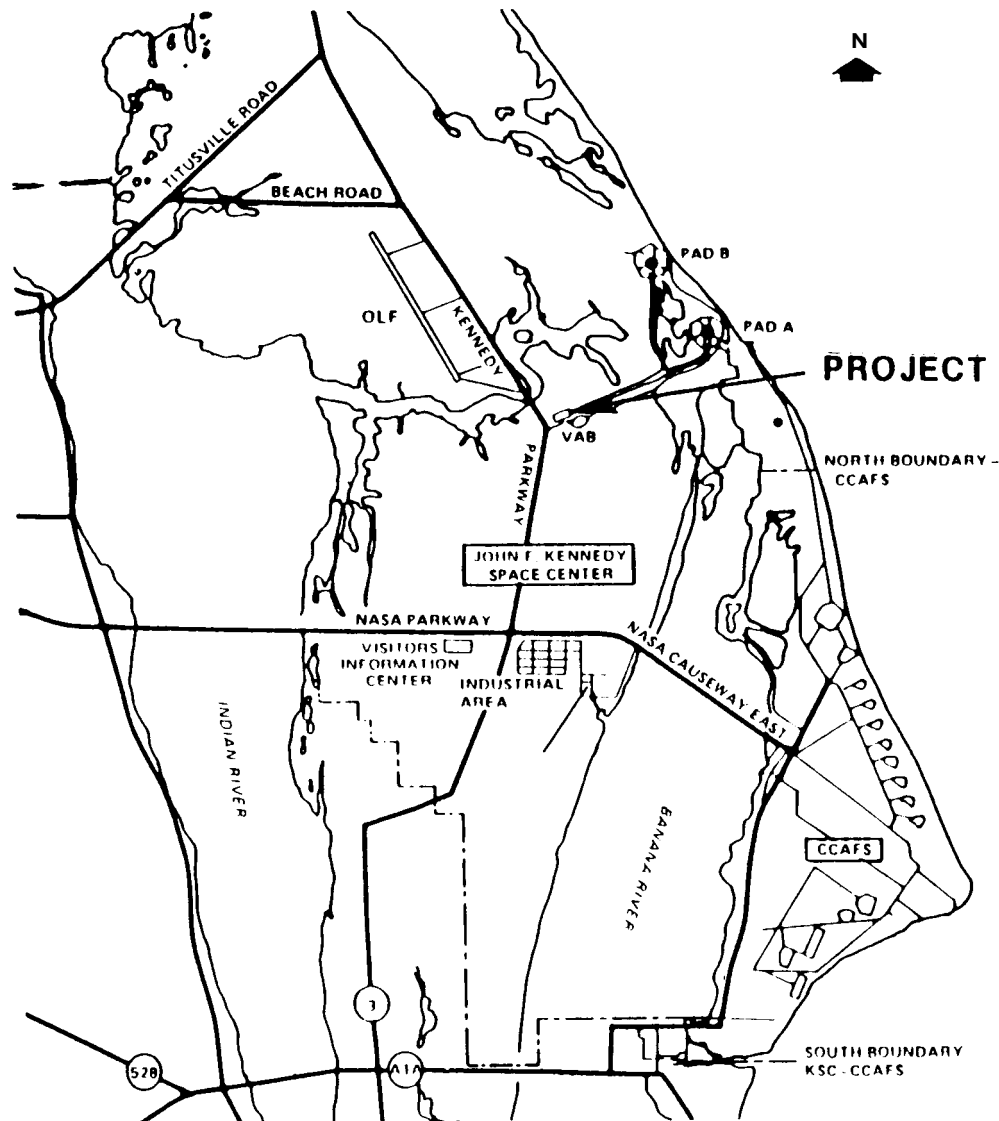 N
TITUSVILLE ROAD
BEACH ROAD
PAD B
PAD A
OLF
KENNEDY
PROJECT
VAB
PARKWAY
NORTH BOUNDARY -
CCAFS
JOHN F. KENNEDY
SPACE CENTER
NASA PARKWAY
VISITORS
INFORMATION
CENTER
INDUSTRIAL
AREA
NASA CAUSEWAY EAST
INDIAN RIVER
BANANA RIVER
CCAFS
3
528
A1A
SOUTH BOUNDARY
KSC - CCAFS